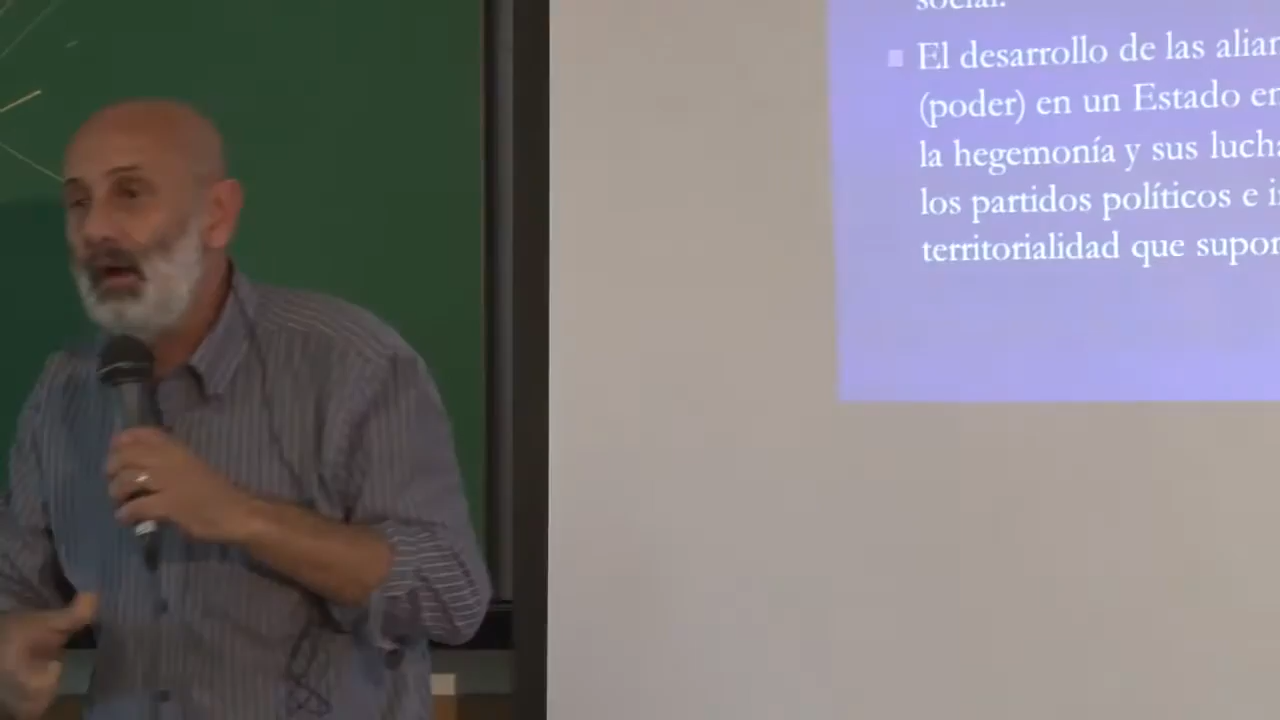 social.
El desarrollo de las alian
(poder) en un Estado en
la hegemonía y sus lucha
los partidos políticos e i
territorialidad que supon